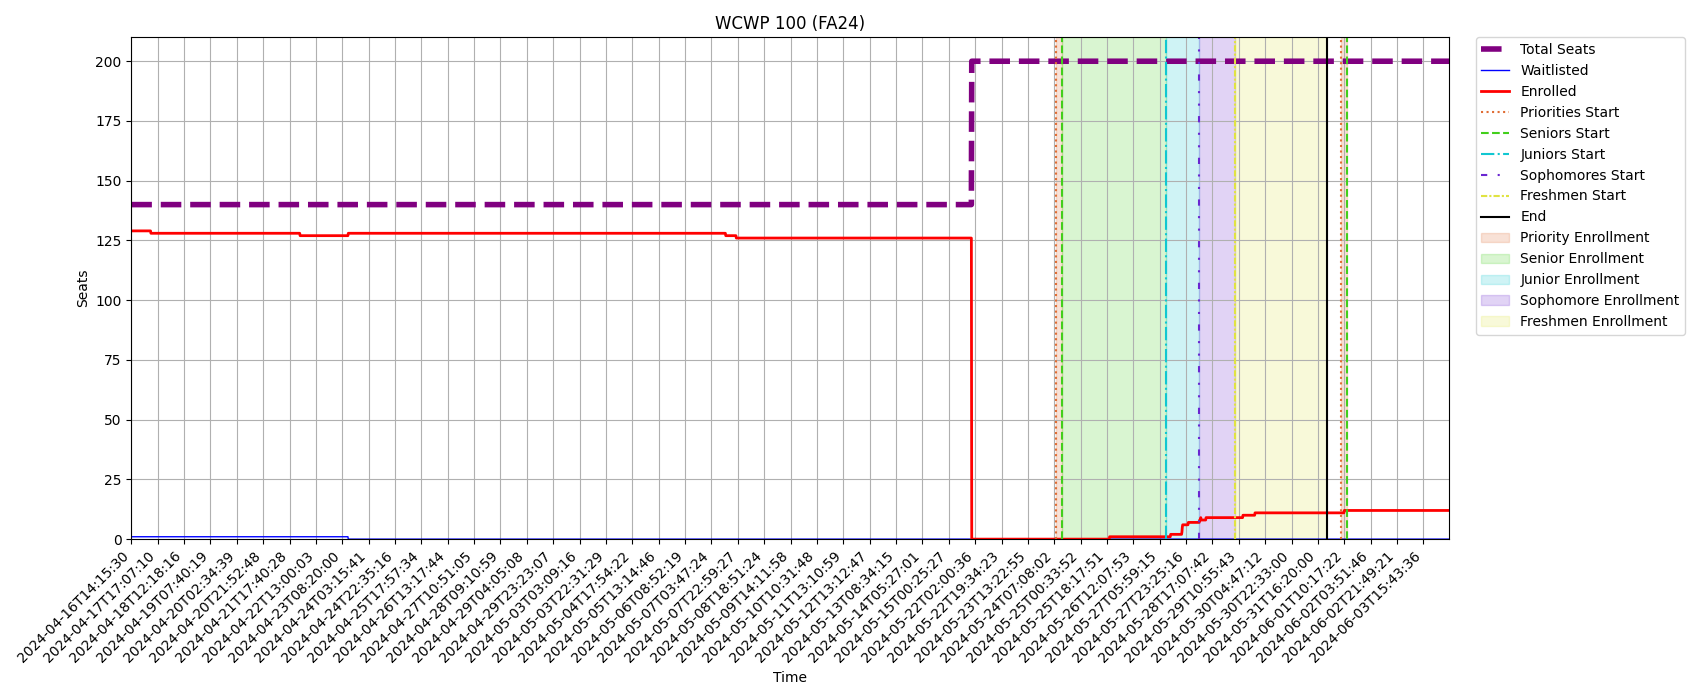 WCWP 100 (FA24)
Seats
200
175
150
125
100
75
50
25
0
2024-04-16T14:15:30
2024-04-17T17:07:10
2024-04-18T12:18:16
2024-04-19T07:40:19
2024-04-20T02:34:39
2024-04-20T21:52:48
2024-04-21T17:40:28
2024-04-22T13:00:03
2024-04-23T08:20:00
2024-04-24T03:15:41
2024-04-24T22:35:16
2024-04-25T17:57:34
2024-04-26T13:17:44
2024-04-27T10:51:05
2024-04-28T09:10:59
2024-04-29T04:05:08
2024-04-29T23:23:07
2024-05-03T03:09:16
2024-05-03T22:31:29
2024-05-04T17:54:22
2024-05-05T13:14:46
2024-05-06T08:52:19
2024-05-07T03:47:24
2024-05-07T22:59:27
2024-05-08T18:51:24
2024-05-09T14:11:58
2024-05-10T10:31:48
2024-05-11T13:10:59
2024-05-12T13:12:47
2024-05-13T08:34:15
2024-05-14T05:27:01
2024-05-15T00:25:27
2024-05-22T02:00:36
2024-05-22T19:34:23
2024-05-23T13:22:55
2024-05-24T07:08:02
2024-05-25T00:33:52
2024-05-25T18:17:51
2024-05-26T12:07:53
2024-05-27T05:59:15
2024-05-27T23:25:16
2024-05-28T17:07:42
2024-05-29T10:55:43
2024-05-30T04:47:12
2024-05-30T22:33:00
2024-05-31T16:20:00
2024-06-01T10:17:22
2024-06-02T03:51:46
2024-06-02T21:49:21
2024-06-03T15:43:36
Time
Total Seats
Waitlisted
Enrolled
Priorities Start
Seniors Start
Juniors Start
Sophomores Start
Freshmen Start
End
Priority Enrollment
Senior Enrollment
Junior Enrollment
Sophomore Enrollment
Freshmen Enrollment